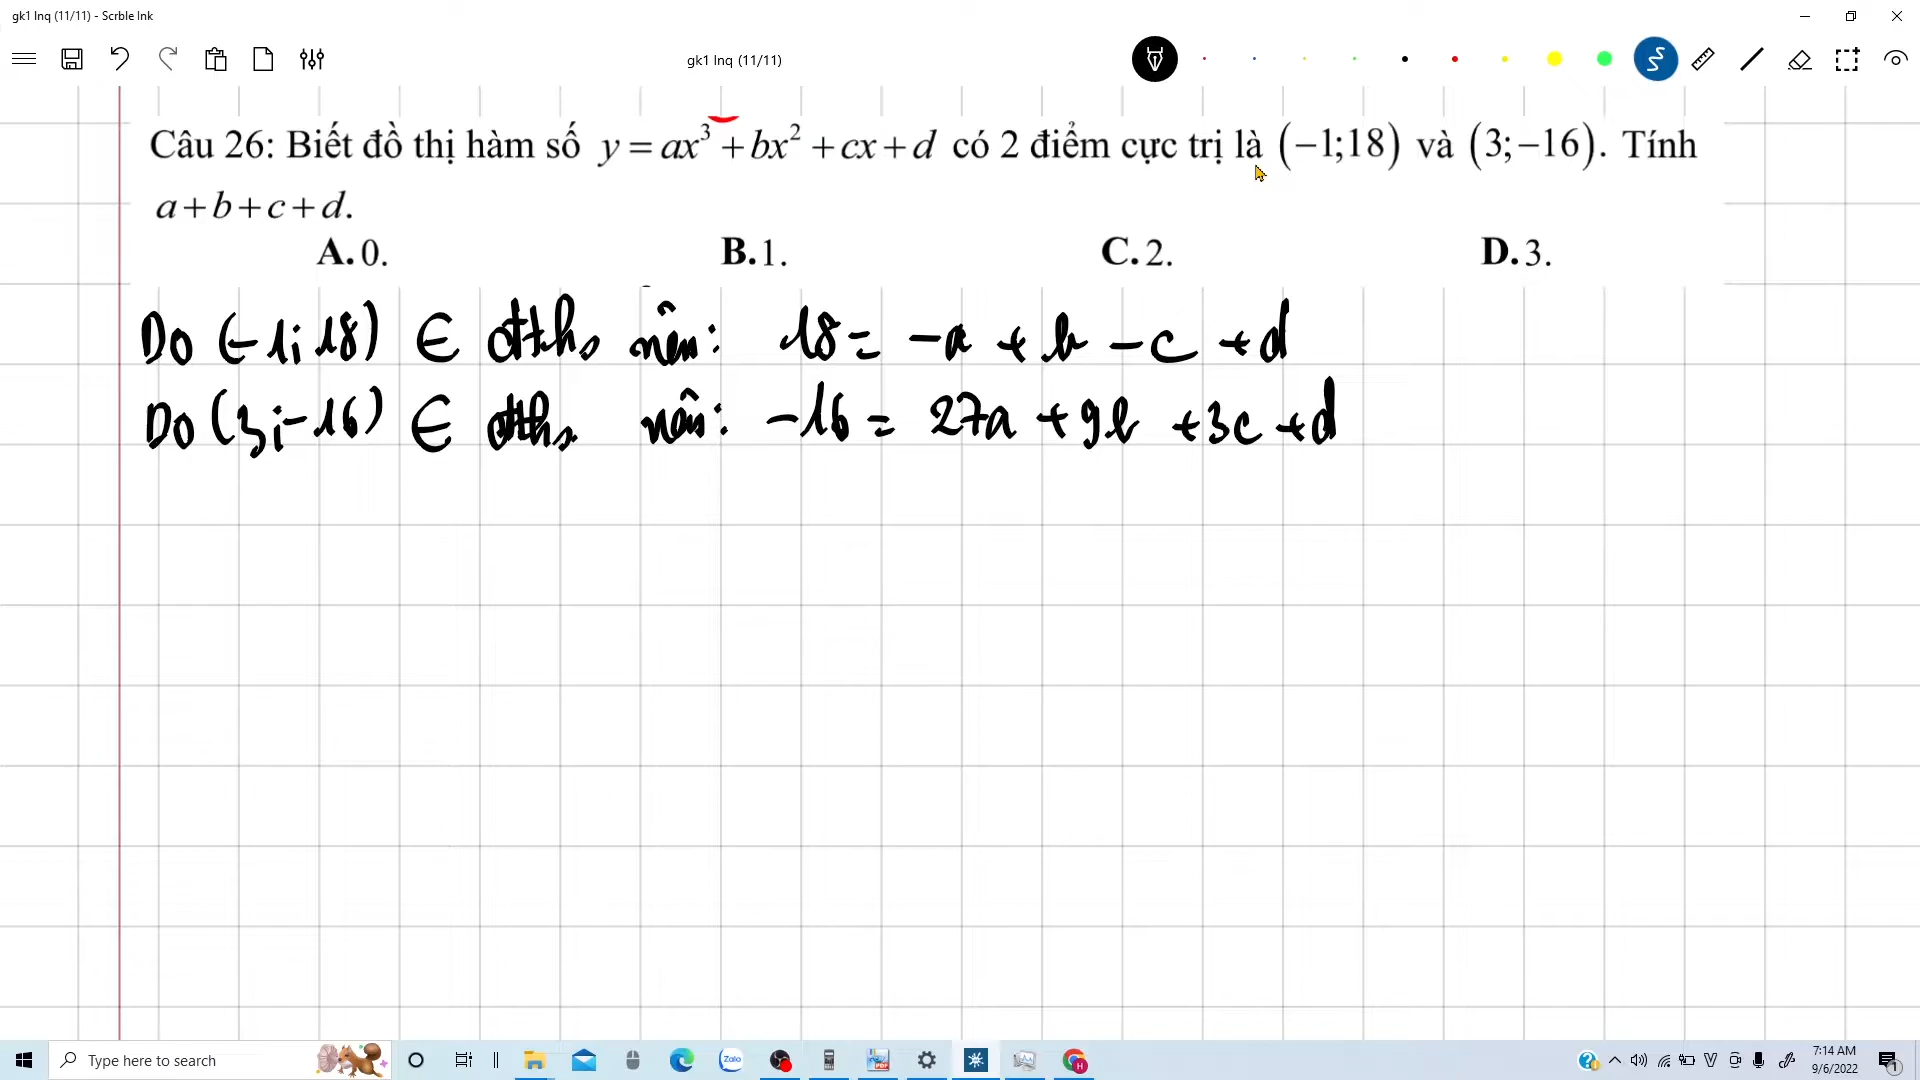 gk1 lnq (11/11) - Scrble Ink
gk1 lnq (11/11)
Câu 26: Biết đồ thị hàm số y = ax³ + bx² + cx + d có 2 điểm cực trị là (−1;18) và (3;−16). Tính
a + b + c + d.
A. 0. B. 1. C. 2. D. 3.
Do (-1; 18) ∈ đths nên: 18 = -a + b - c + d
Do (3; -16) ∈ đths nên: -16 = 27a + 9b + 3c + d
Type here to search
Zalo
PDF
H
7:14 AM
9/6/2022
1